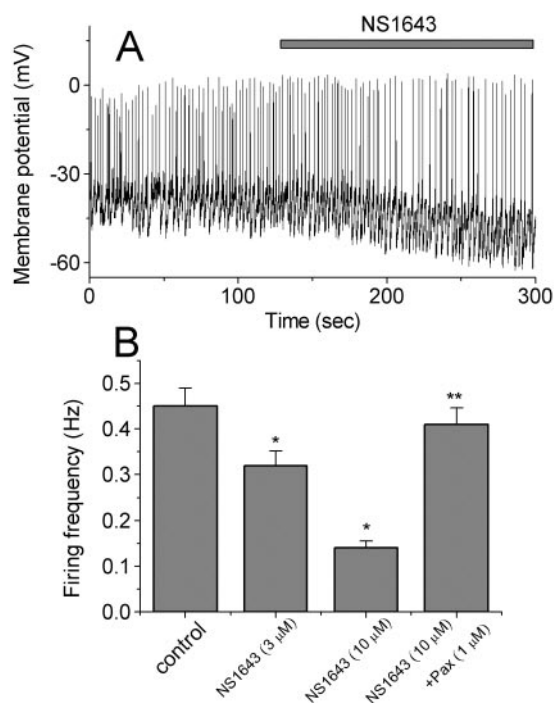 A
NS1643
Membrane potential (mV)
0
-30
-60
0
100
200
300
Time (sec)
B
Firing frequency (Hz)
0.5
0.4
0.3
0.2
0.1
0.0
*
*
**
control
NS1643 (3 μM)
NS1643 (10 μM)
NS1643 (10 μM)
+Pax (1 μM)